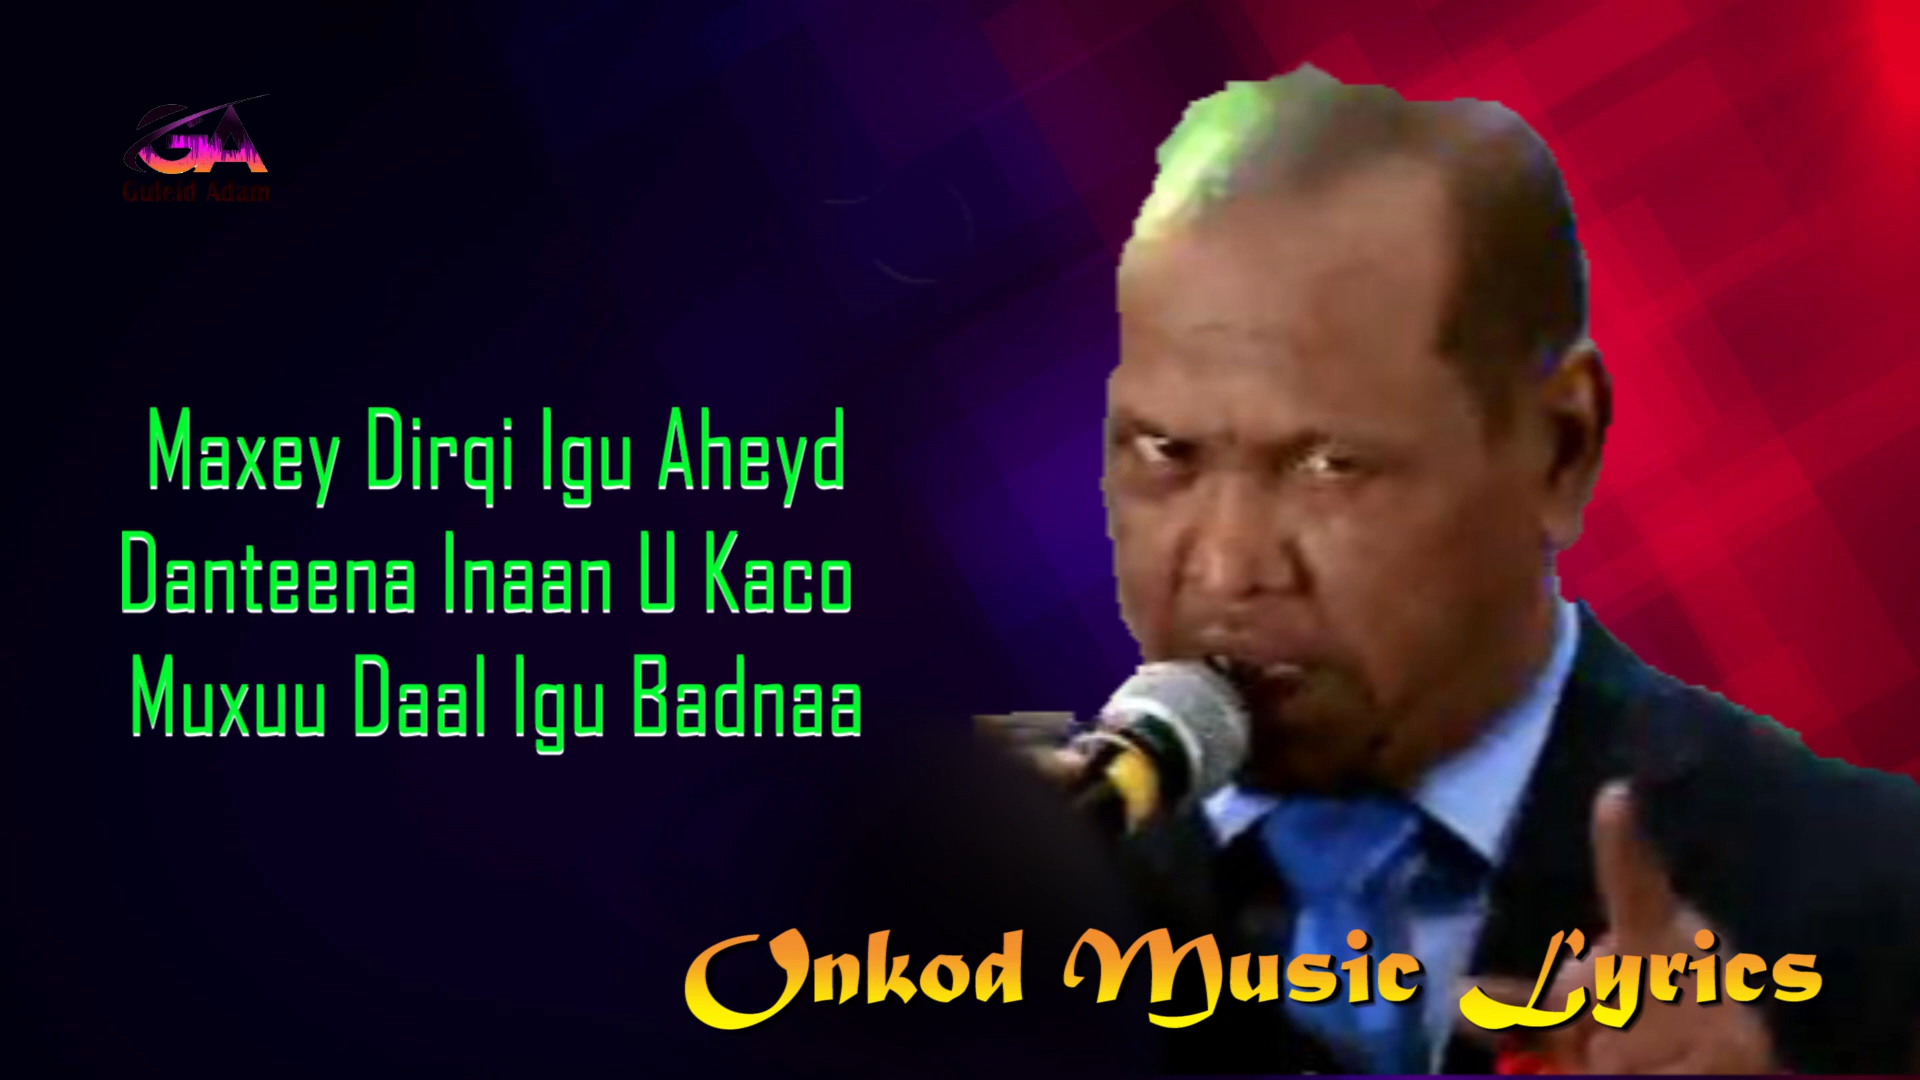 GA
Guleid Adam
Maxey Dirqi Igu Aheyd
Danteena Inaan U Kaco
Muxuu Daal Igu Badnaa
Onkod Music Lyrics